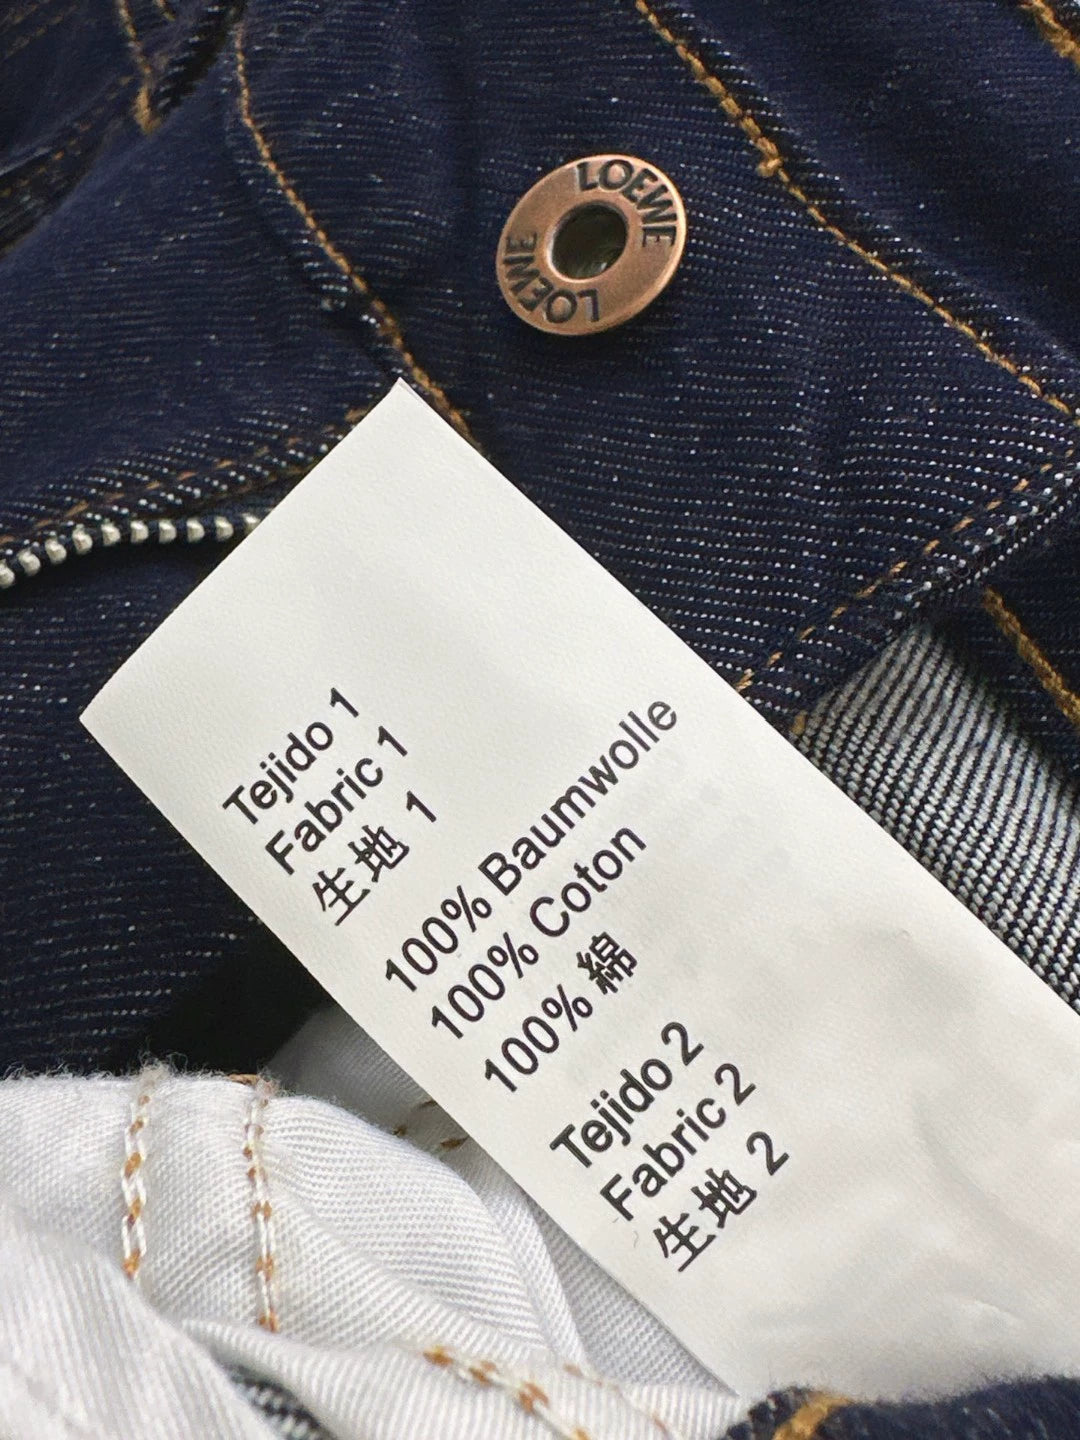 LOEWE
LOEWE
Tejido 1
Fabric 1
生地 1
100% Baumwolle
100% Coton
100% 綿
Tejido 2
Fabric 2
生地 2